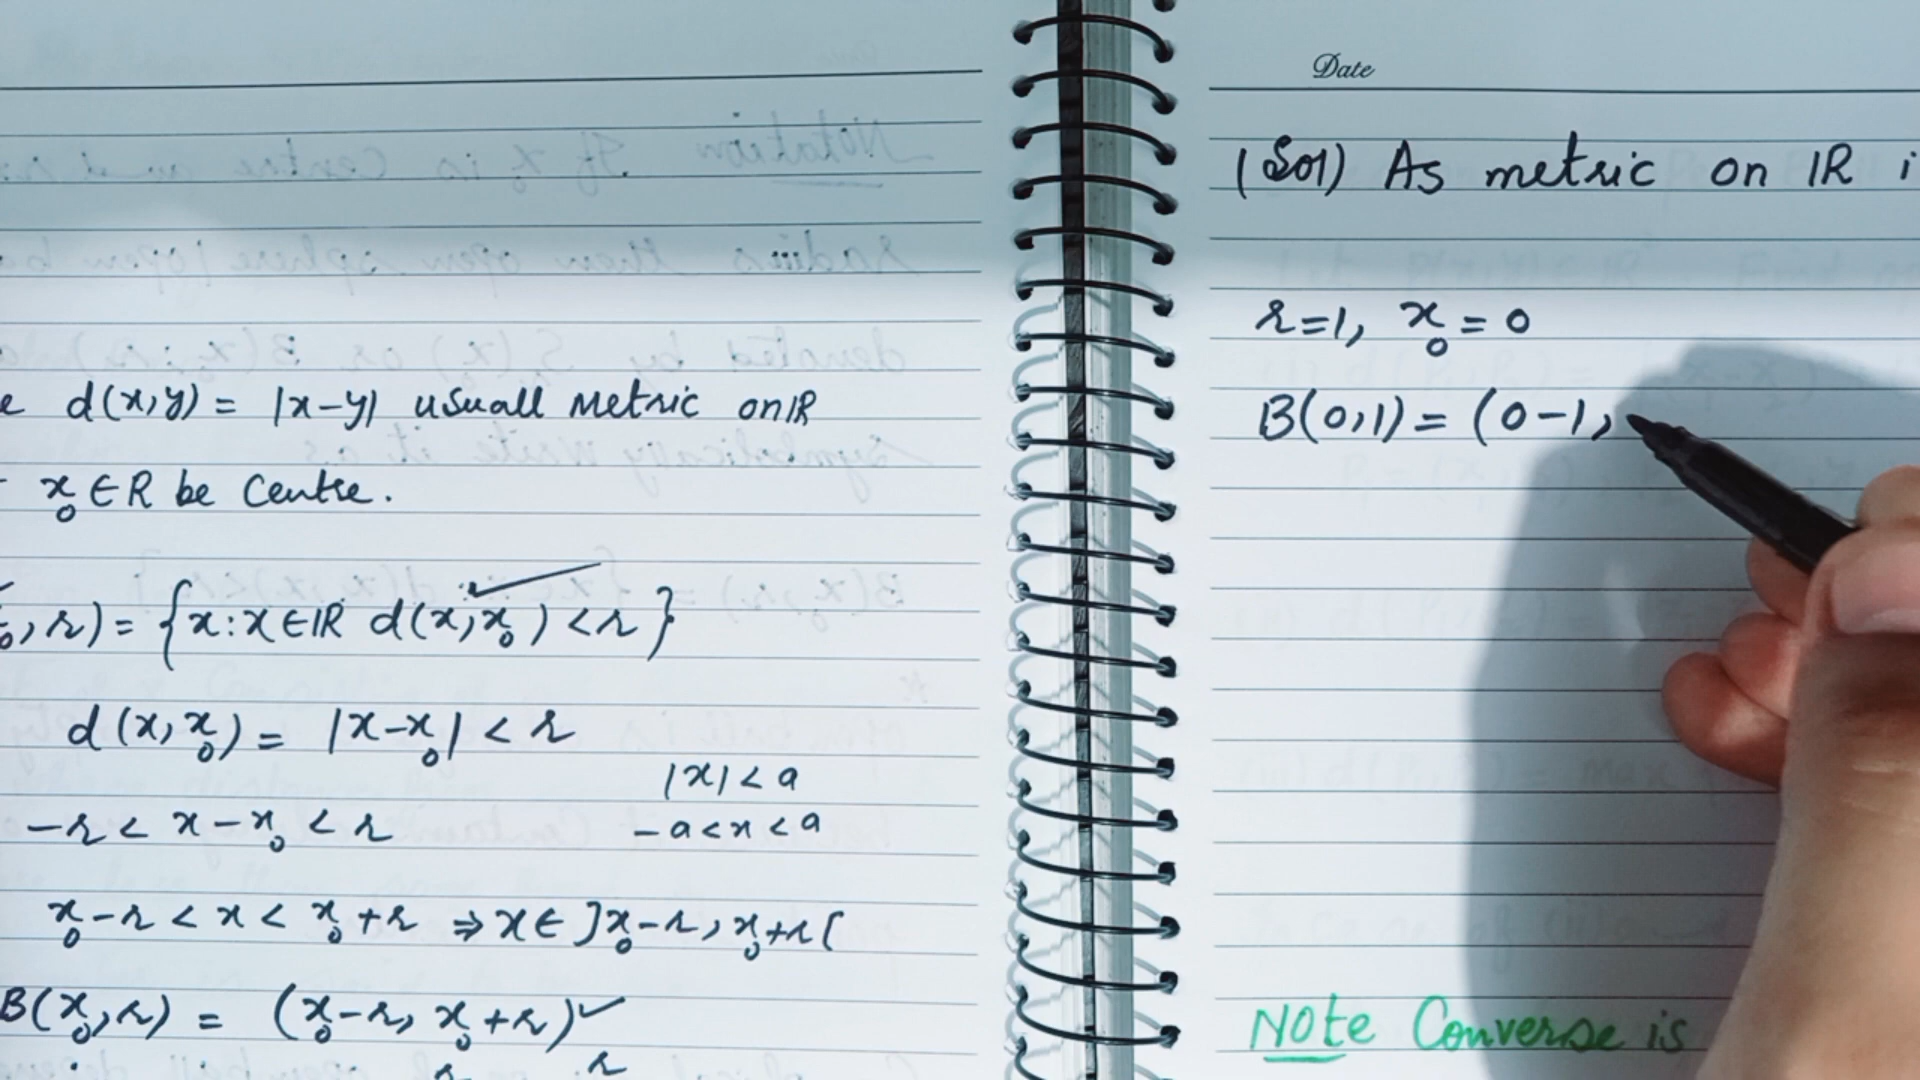 d(x,y) = |x-y| usuall Metric on IR
x₀ ∈ R be Centre.
, r) = {x : x ∈ IR d(x, x₀) < r}
d(x, x₀) = |x-x₀| < r
|x| < a
-r < x - x₀ < r
-a < x < a
x₀ - r < x < x₀ + r ⇒ x ∈ ]x₀ - r, x₀ + r[
B(x₀, r) = (x₀ - r, x₀ + r) ✓
Date
(Sol) As metric on IR i
r = 1, x₀ = 0
B(0,1) = (0-1,
Note Converse is